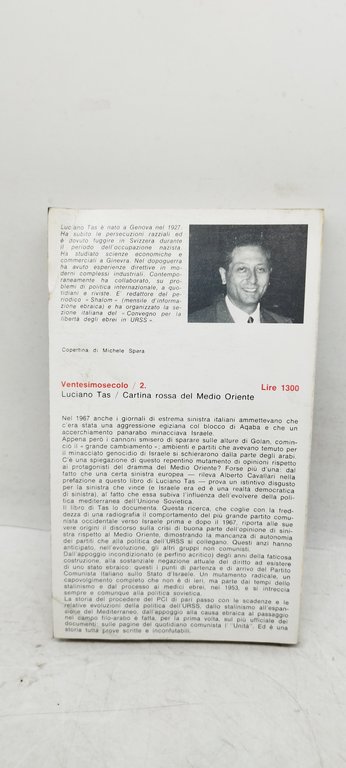 Luciano Tas è nato a Genova nel 1927.
Ha subito le persecuzioni razziali ed
è dovuto fuggire in Svizzera durante
il periodo dell'occupazione nazista.
Ha studiato scienze economiche e
commerciali a Ginevra. Nel dopoguerra
ha avuto esperienze direttive in mo-
derni complessi industriali. Contempo-
raneamente ha collaborato, su pro-
blemi di politica internazionale, a quo-
tidiani e riviste. E' redattore del pe-
riodico « Shalom » (mensile d'informa-
zione ebraica) e ha organizzato la se-
zione italiana del « Convegno per la
libertà degli ebrei in URSS ».
Copertina di Michele Spera
Ventesimosecolo / 2. Lire 1300
Luciano Tas / Cartina rossa del Medio Oriente
Nel 1967 anche i giornali di estrema sinistra italiani ammettevano che
c'era stata una aggressione egiziana col blocco di Aqaba e che un
accerchiamento panarabo minacciava Israele.
Appena però i cannoni smisero di sparare sulle alture di Golan, comin-
ciò il « grande cambiamento »; ambienti e partiti che avevano temuto per
il minacciato genocidio di Israele si schierarono dalla parte degli arabi.
C'è una spiegazione di questo repentino mutamento di opinioni rispetto
ai protagonisti del dramma del Medio Oriente? Forse più d'una: dal
fatto che una certa sinistra europea — rileva Alberto Cavallari nella
prefazione a questo libro di Luciano Tas — prova un istintivo disgusto
per la sinistra che vince (e Israele era ed è una realtà democratica
di sinistra), al fatto che essa subiva l'influenza dell'evolvere della poli-
tica mediterranea dell'Unione Sovietica.
Il libro di Tas lo documenta. Questa ricerca, che coglie con la fred-
dezza di una radiografia il comportamento del più grande partito comu-
nista occidentale verso Israele prima e dopo il 1967, riporta alle sue
vere origini il discorso sulla crisi di buona parte dell'opinione di sini-
stra rispetto al Medio Oriente, dimostrando la mancanza di autonomia
dei partiti che alla politica dell'URSS si collegano. Questi anzi hanno
anticipato, nell'evoluzione, gli altri gruppi non comunisti.
Dall'appoggio incondizionato (e perfino acritico) degli anni della faticosa
costruzione, alla sostanziale negazione attuale del diritto ad esistere
di uno stato ebraico: questi i punti di partenza e di arrivo del Partito
Comunista Italiano sullo Stato d'Israele. Un mutamento radicale, un
capovolgimento completo che non è di ieri, ma parte dai tempi dello
stalinismo e dal processo ai medici ebrei, nel 1953, e si intreccia
sempre e comunque alla politica sovietica.
La storia del procedere del PCI di pari passo con le scadenze e le
relative evoluzioni della politica dell'URSS, dallo stalinismo all'espan-
sione del Mediterraneo, dall'appoggio alla causa ebraica al passaggio
nel campo filo-arabo è fatta, per la prima volta, sul più ufficiale dei
documenti: sulle pagine del quotidiano comunista l'"Unità". Ed è una
storia tutta prove scritte e inconfutabili.